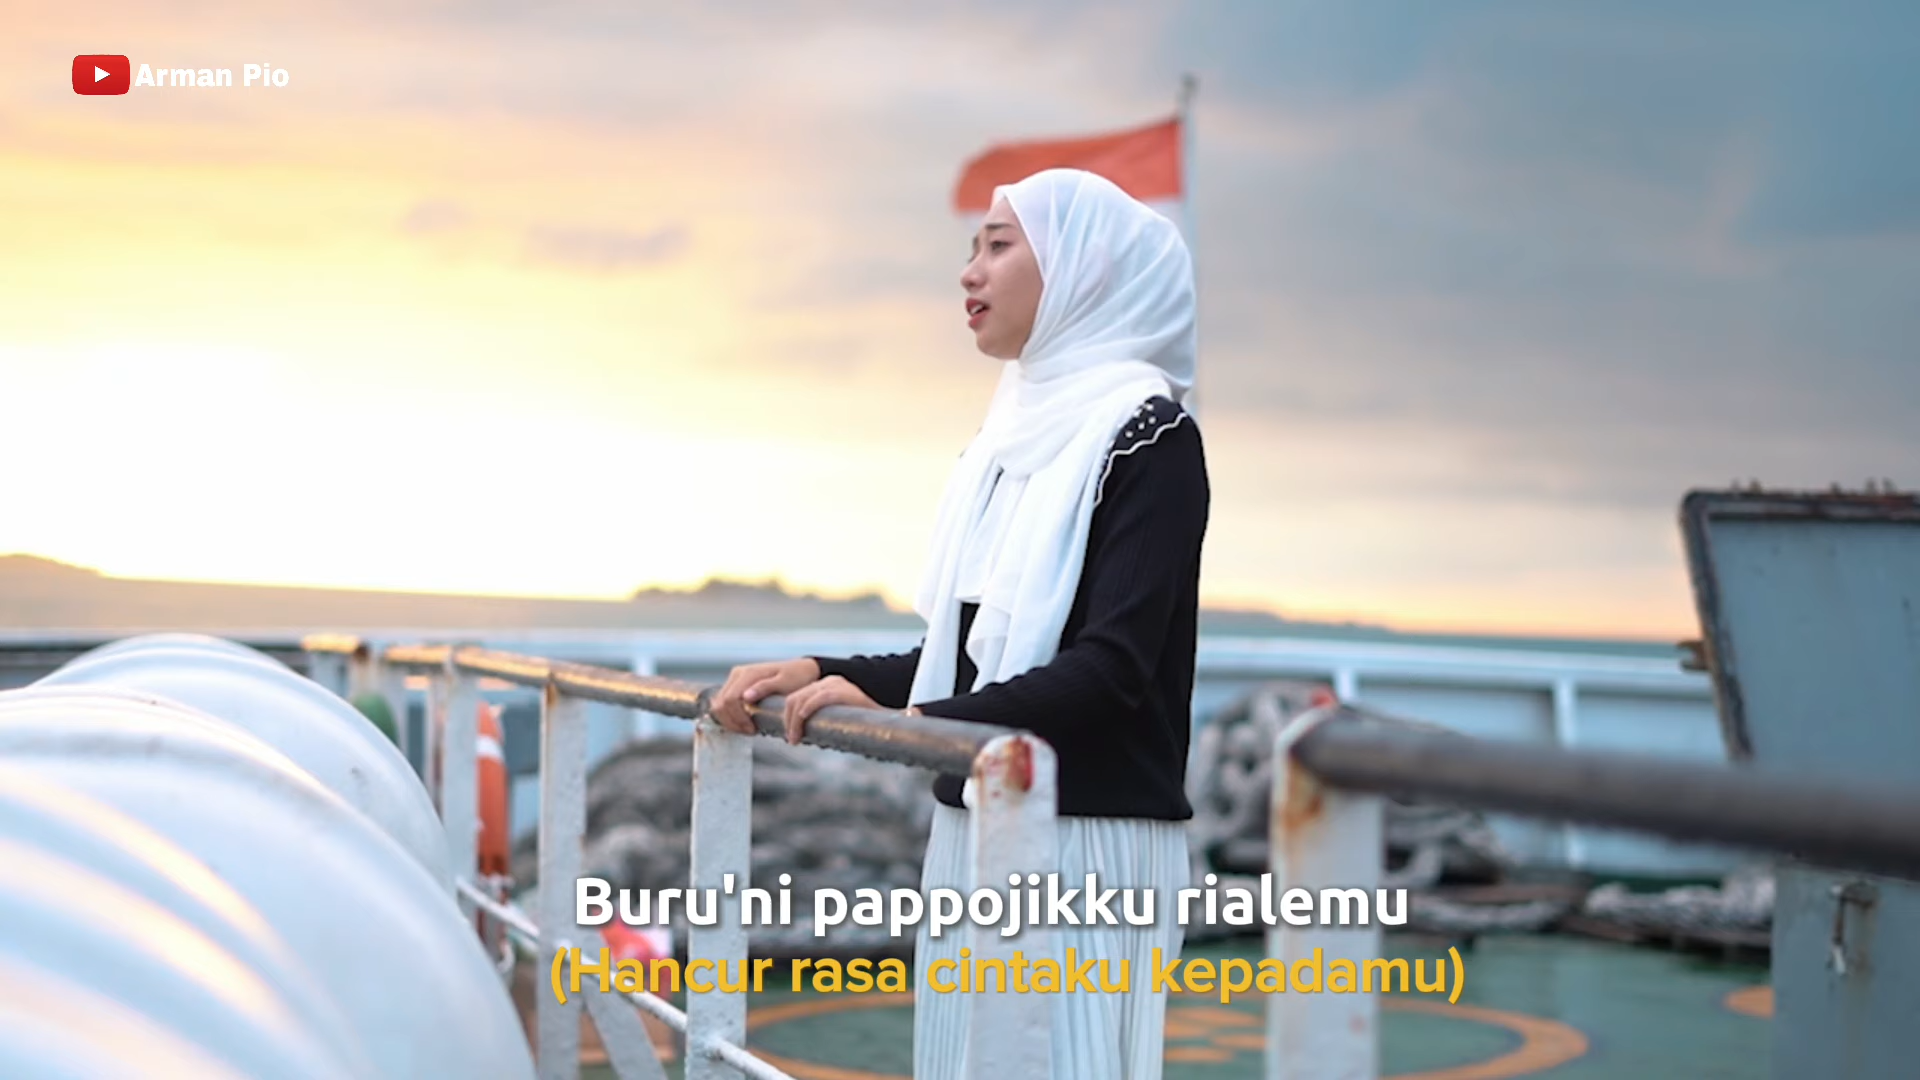 Arman Pio
Buru'ni pappojikku rialemu
(Hancur rasa cintaku kepadamu)